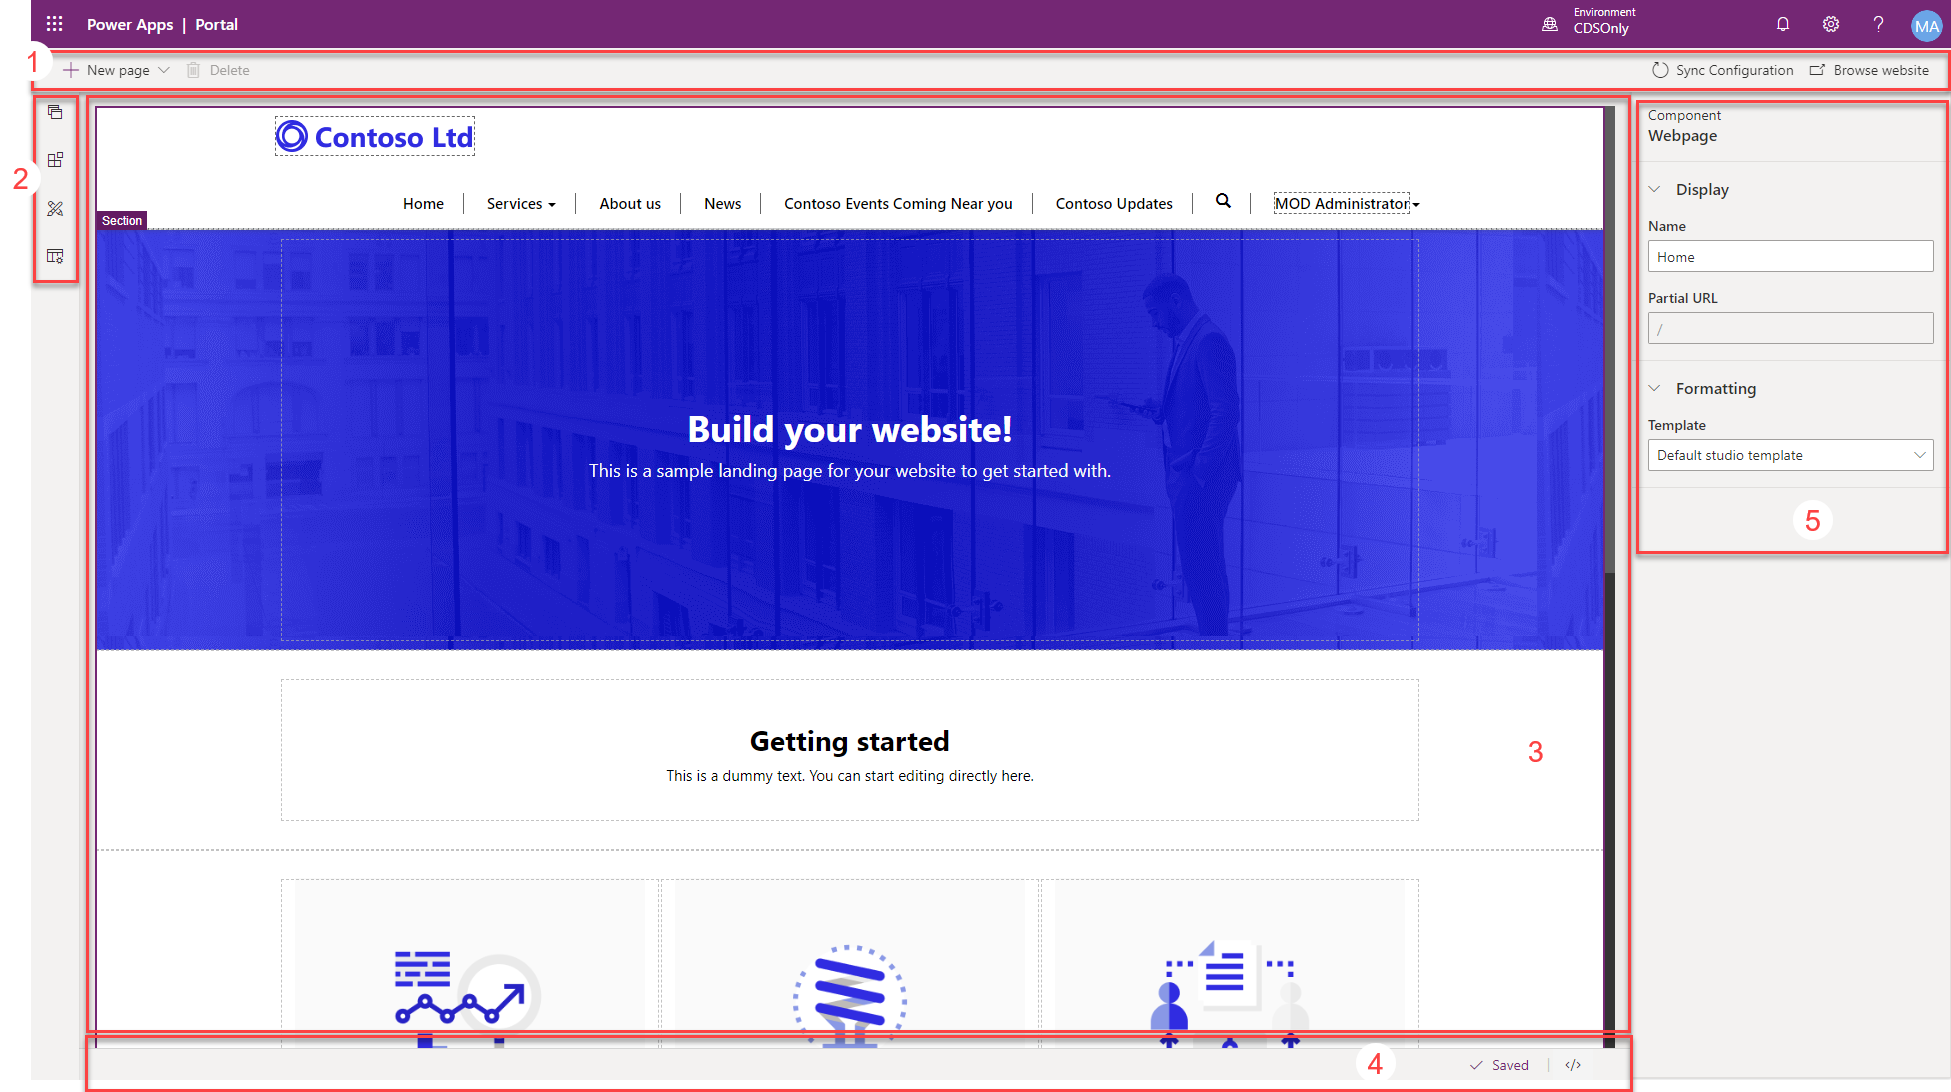 Power Apps | Portal
Environment
CDSOnly
MA
1
New page
Delete
Sync Configuration
Browse website
2
Contoso Ltd
Home
Services
About us
News
Contoso Events Coming Near you
Contoso Updates
MOD Administrator
Section
Build your website!
This is a sample landing page for your website to get started with.
Getting started
This is a dummy text. You can start editing directly here.
3
4
Saved
</>
Component
Webpage
Display
Name
Home
Partial URL
/
Formatting
Template
Default studio template
5